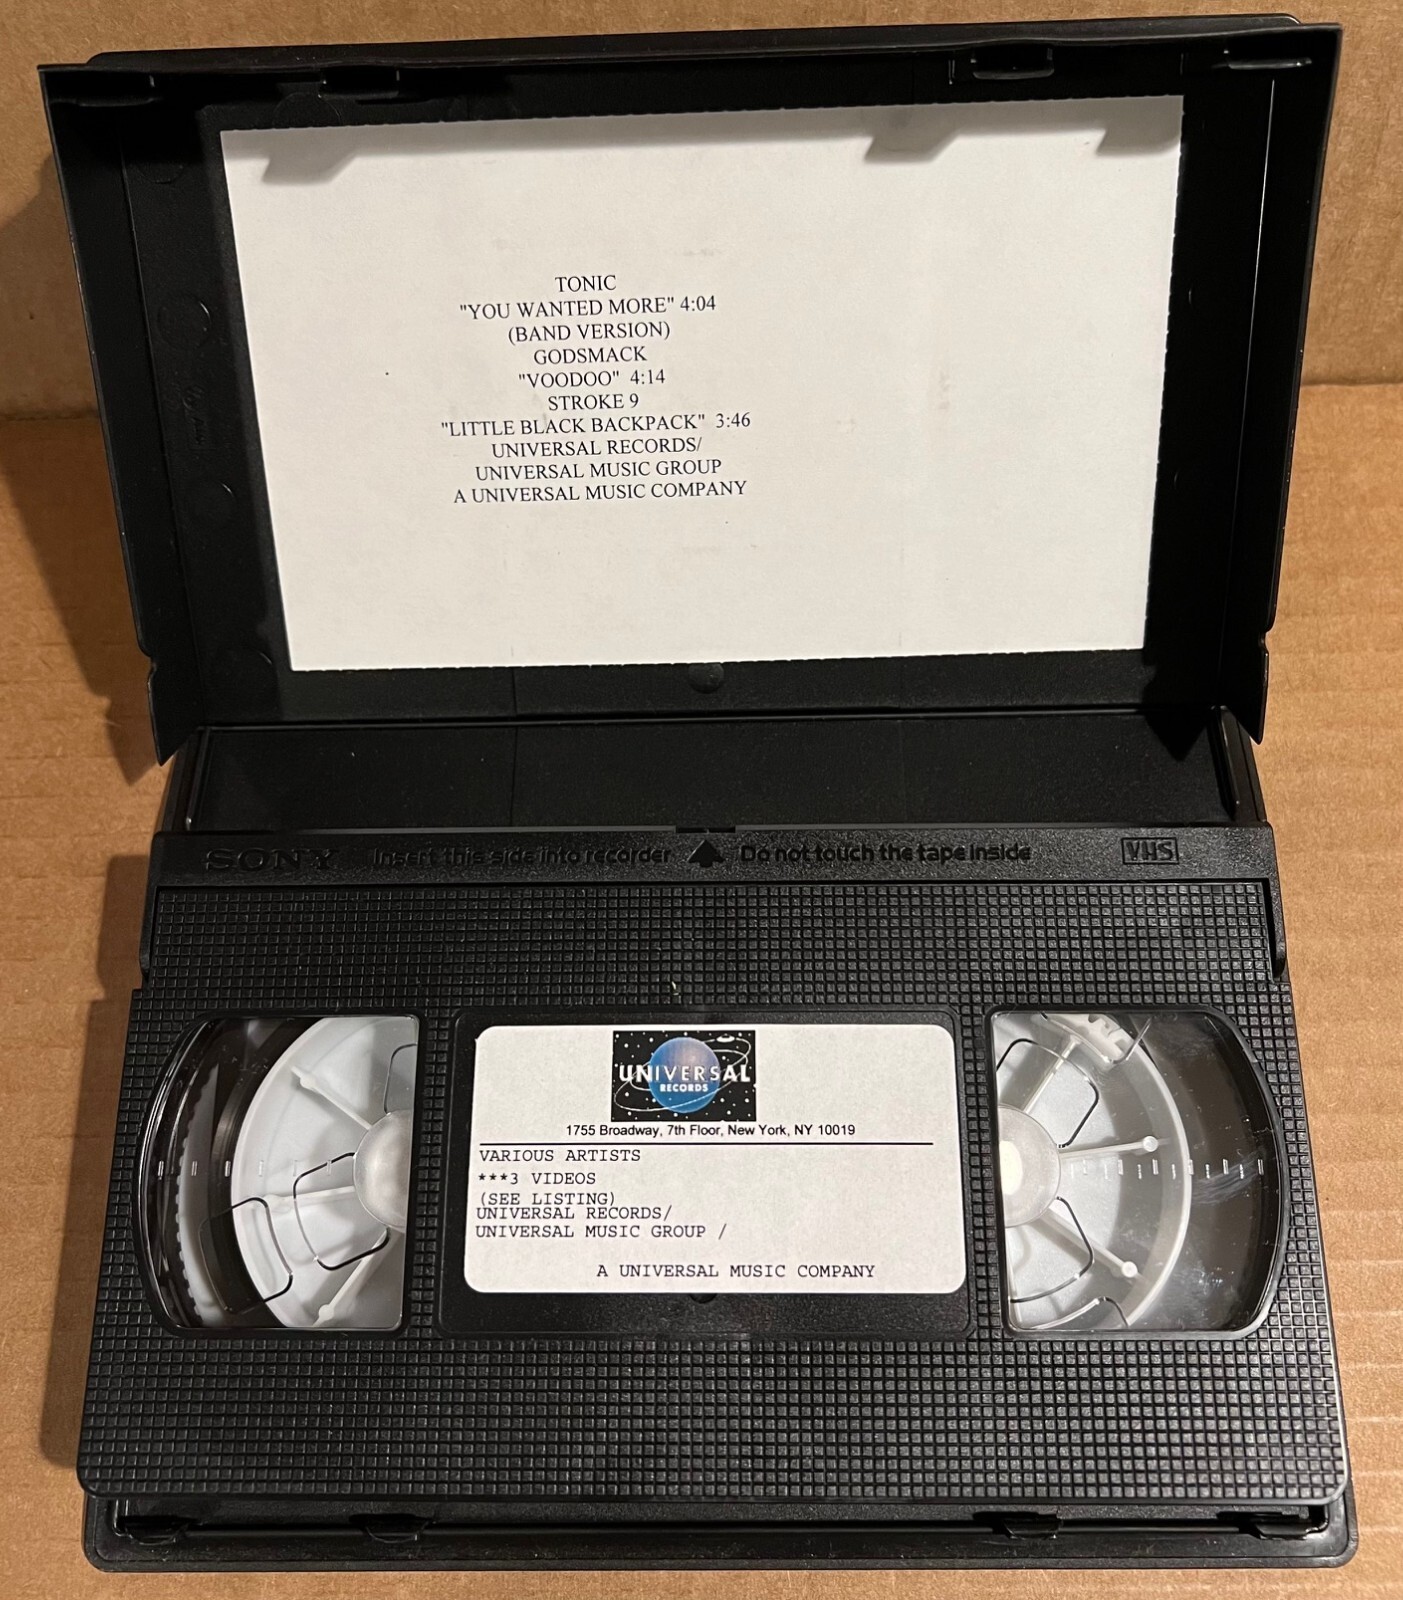 TONIC
"YOU WANTED MORE" 4:04
(BAND VERSION)
GODSMACK
"VOODOO" 4:14
STROKE 9
"LITTLE BLACK BACKPACK" 3:46
UNIVERSAL RECORDS/
UNIVERSAL MUSIC GROUP
A UNIVERSAL MUSIC COMPANY
SONY Insert this side into recorder Do not touch the tape inside VHS
UNIVERSAL
RECORDS
1755 Broadway, 7th Floor, New York, NY 10019
VARIOUS ARTISTS
***3 VIDEOS
(SEE LISTING)
UNIVERSAL RECORDS/
UNIVERSAL MUSIC GROUP /
A UNIVERSAL MUSIC COMPANY